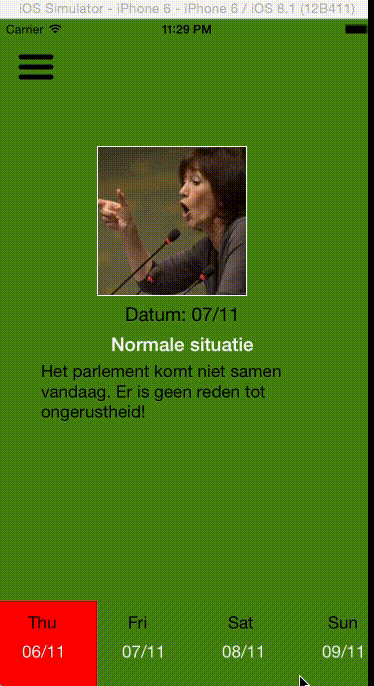 iOS Simulator - iPhone 6 - iPhone 6 / iOS 8.1 (12B411)
Carrier 11:29 PM
Datum: 07/11
Normale situatie
Het parlement komt niet samen
vandaag. Er is geen reden tot
ongerustheid!
Thu Fri Sat Sun
06/11 07/11 08/11 09/11